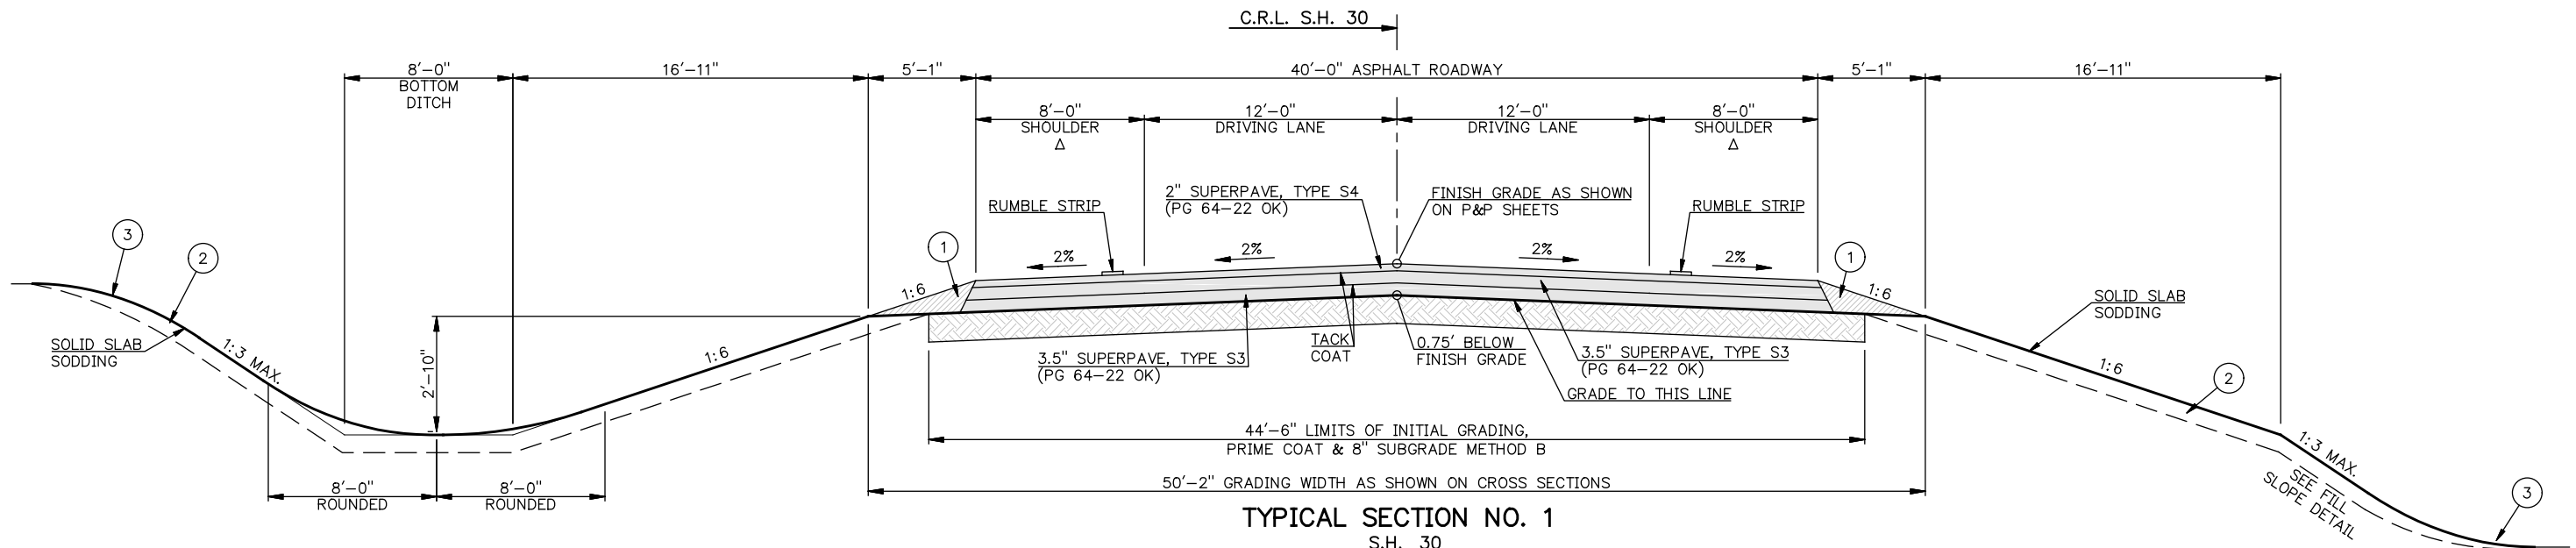 C.R.L. S.H. 30
8'-0"
BOTTOM
DITCH
16'-11"
5'-1"
40'-0" ASPHALT ROADWAY
5'-1"
16'-11"
8'-0"
SHOULDER
Δ
12'-0"
DRIVING LANE
12'-0"
DRIVING LANE
8'-0"
SHOULDER
Δ
RUMBLE STRIP
2" SUPERPAVE, TYPE S4
(PG 64-22 OK)
FINISH GRADE AS SHOWN
ON P&P SHEETS
RUMBLE STRIP
3
2
1
2%
2%
2%
2%
1
1:6
1:6
SOLID SLAB
SODDING
SOLID SLAB
SODDING
1:3 MAX.
2'-10"
1:6
3.5" SUPERPAVE, TYPE S3
(PG 64-22 OK)
TACK
COAT
0.75' BELOW
FINISH GRADE
3.5" SUPERPAVE, TYPE S3
(PG 64-22 OK)
GRADE TO THIS LINE
1:6
2
44'-6" LIMITS OF INITIAL GRADING,
PRIME COAT & 8" SUBGRADE METHOD B
1:3 MAX.
SEE FILL
SLOPE DETAIL
3
8'-0"
ROUNDED
8'-0"
ROUNDED
50'-2" GRADING WIDTH AS SHOWN ON CROSS SECTIONS
TYPICAL SECTION NO. 1
S.H. 30